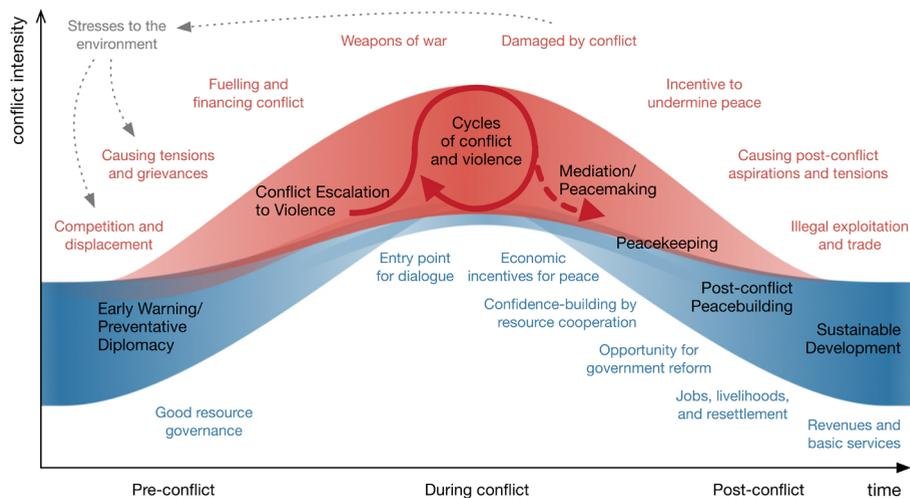 conflict intensity
Stresses to the
environment
Weapons of war
Damaged by conflict
Fuelling and
financing conflict
Incentive to
undermine peace
Cycles
of conflict
and violence
Causing tensions
and grievances
Causing post-conflict
aspirations and tensions
Mediation/
Peacemaking
Conflict Escalation
to Violence
Competition and
displacement
Illegal exploitation
and trade
Peacekeeping
Entry point
for dialogue
Economic
incentives for peace
Post-conflict
Peacebuilding
Early Warning/
Preventative
Diplomacy
Confidence-building by
resource cooperation
Sustainable
Development
Opportunity for
government reform
Jobs, livelihoods,
and resettlement
Good resource
governance
Revenues and
basic services
Pre-conflict
During conflict
Post-conflict
time